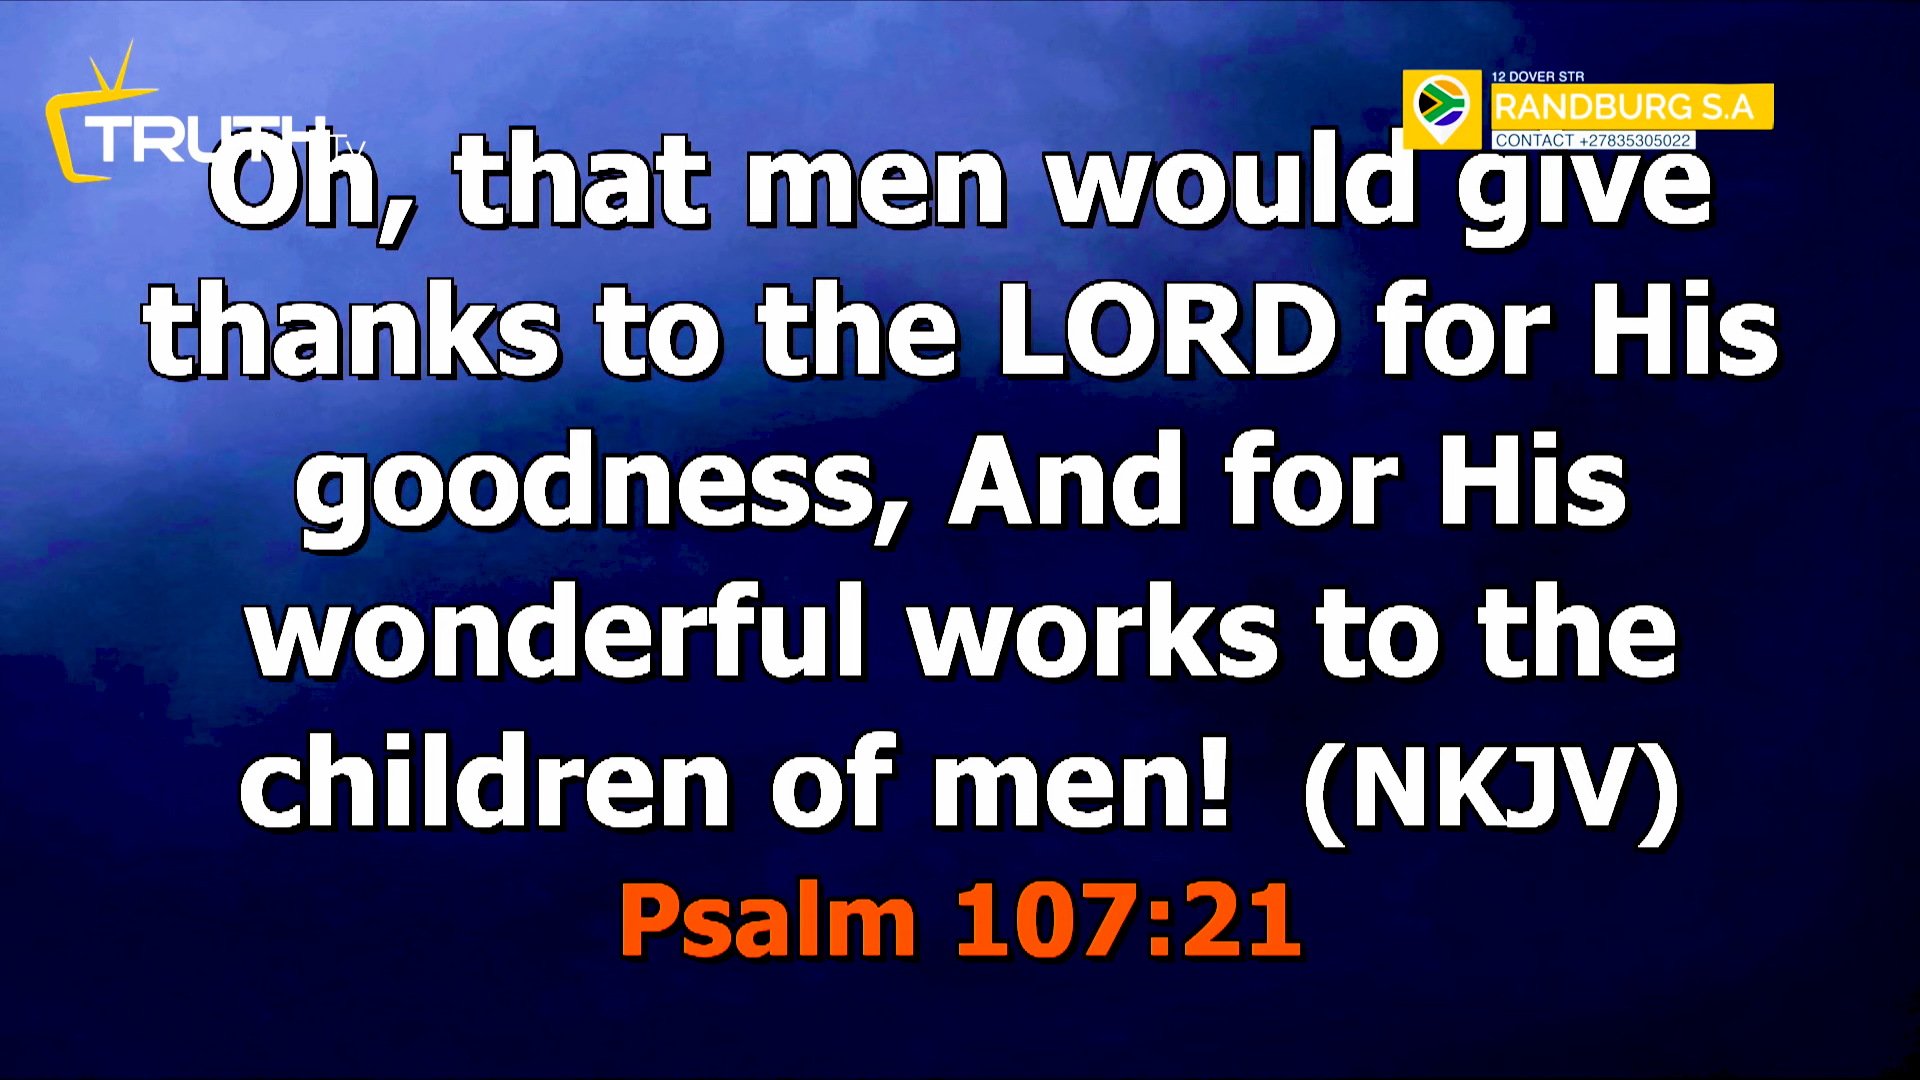 TRUTH TV
12 DOVER STR
RANDBURG S.A
CONTACT +27835305022
Oh, that men would give
thanks to the LORD for His
goodness, And for His
wonderful works to the
children of men! (NKJV)
Psalm 107:21